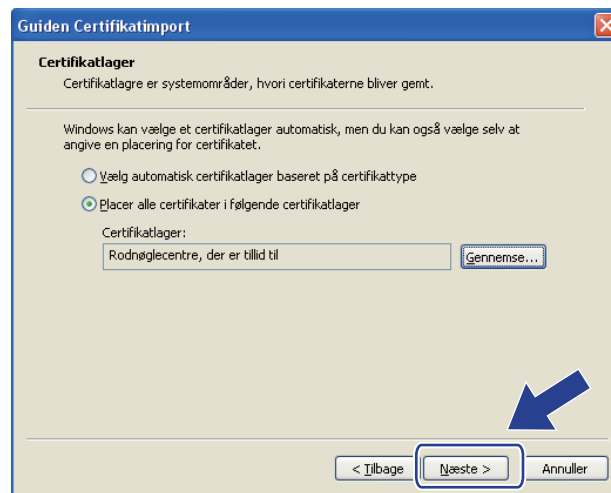 Guiden Certifikatimport
Certifikatlager
Certifikatlagre er systemområder, hvori certifikaterne bliver gemt.
Windows kan vælge et certifikatlager automatisk, men du kan også vælge selv at
angive en placering for certifikatet.
Vælg automatisk certifikatlager baseret på certifikattype
Placer alle certifikater i følgende certifikatlager
Certifikatlager:
Rodnøglecentre, der er tillid til
Gennemse...
< Tilbage
Næste >
Annuller